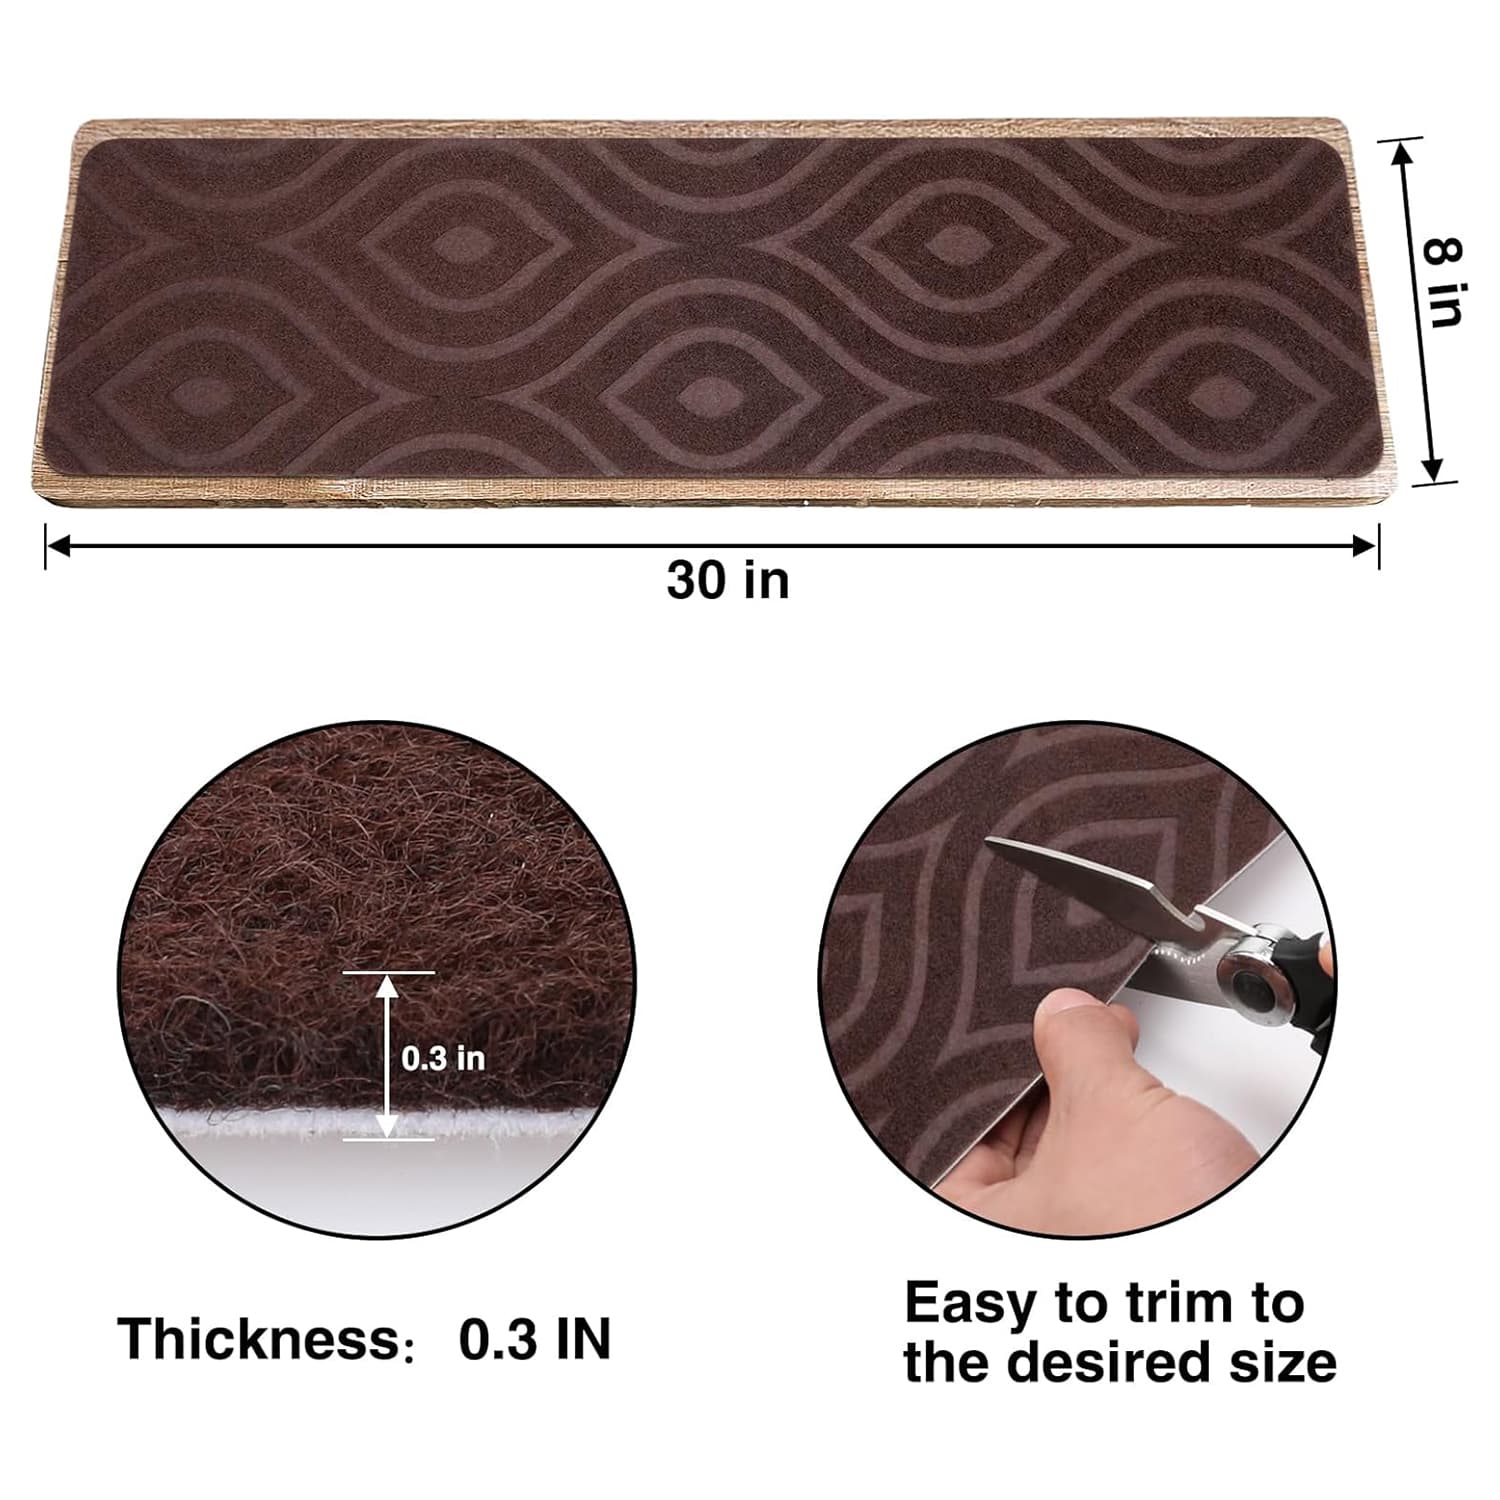 8 in
30 in
0.3 in
Thickness： 0.3 IN
Easy to trim to
the desired size